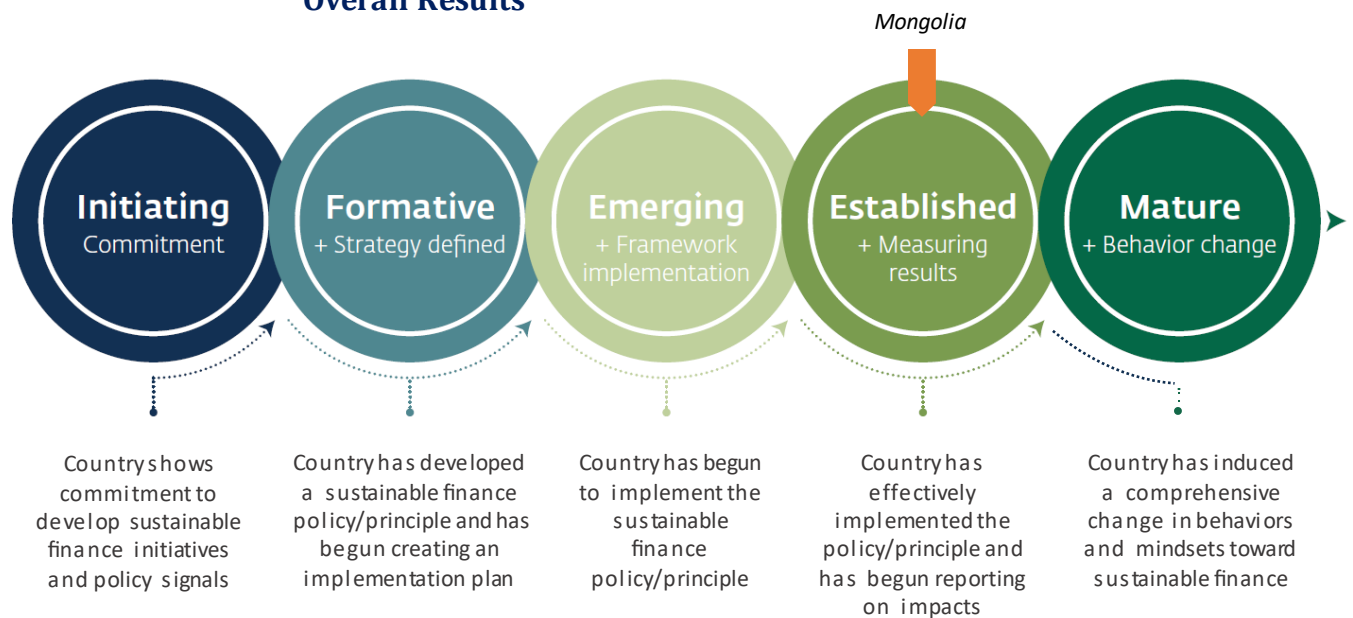 Overall Results
Mongolia
Initiating
Commitment
Formative
+ Strategy defined
Emerging
+ Framework
implementation
Established
+ Measuring
results
Mature
+ Behavior change
Country shows
commitment to
develop sustainable
finance initiatives
and policy signals
Country has developed
a sustainable finance
policy/principle and has
begun creating an
implementation plan
Country has begun
to implement the
sustainable
finance
policy/principle
Country has
effectively
implemented the
policy/principle and
has begun reporting
on impacts
Country has induced
a comprehensive
change in behaviors
and mindsets toward
sustainable finance